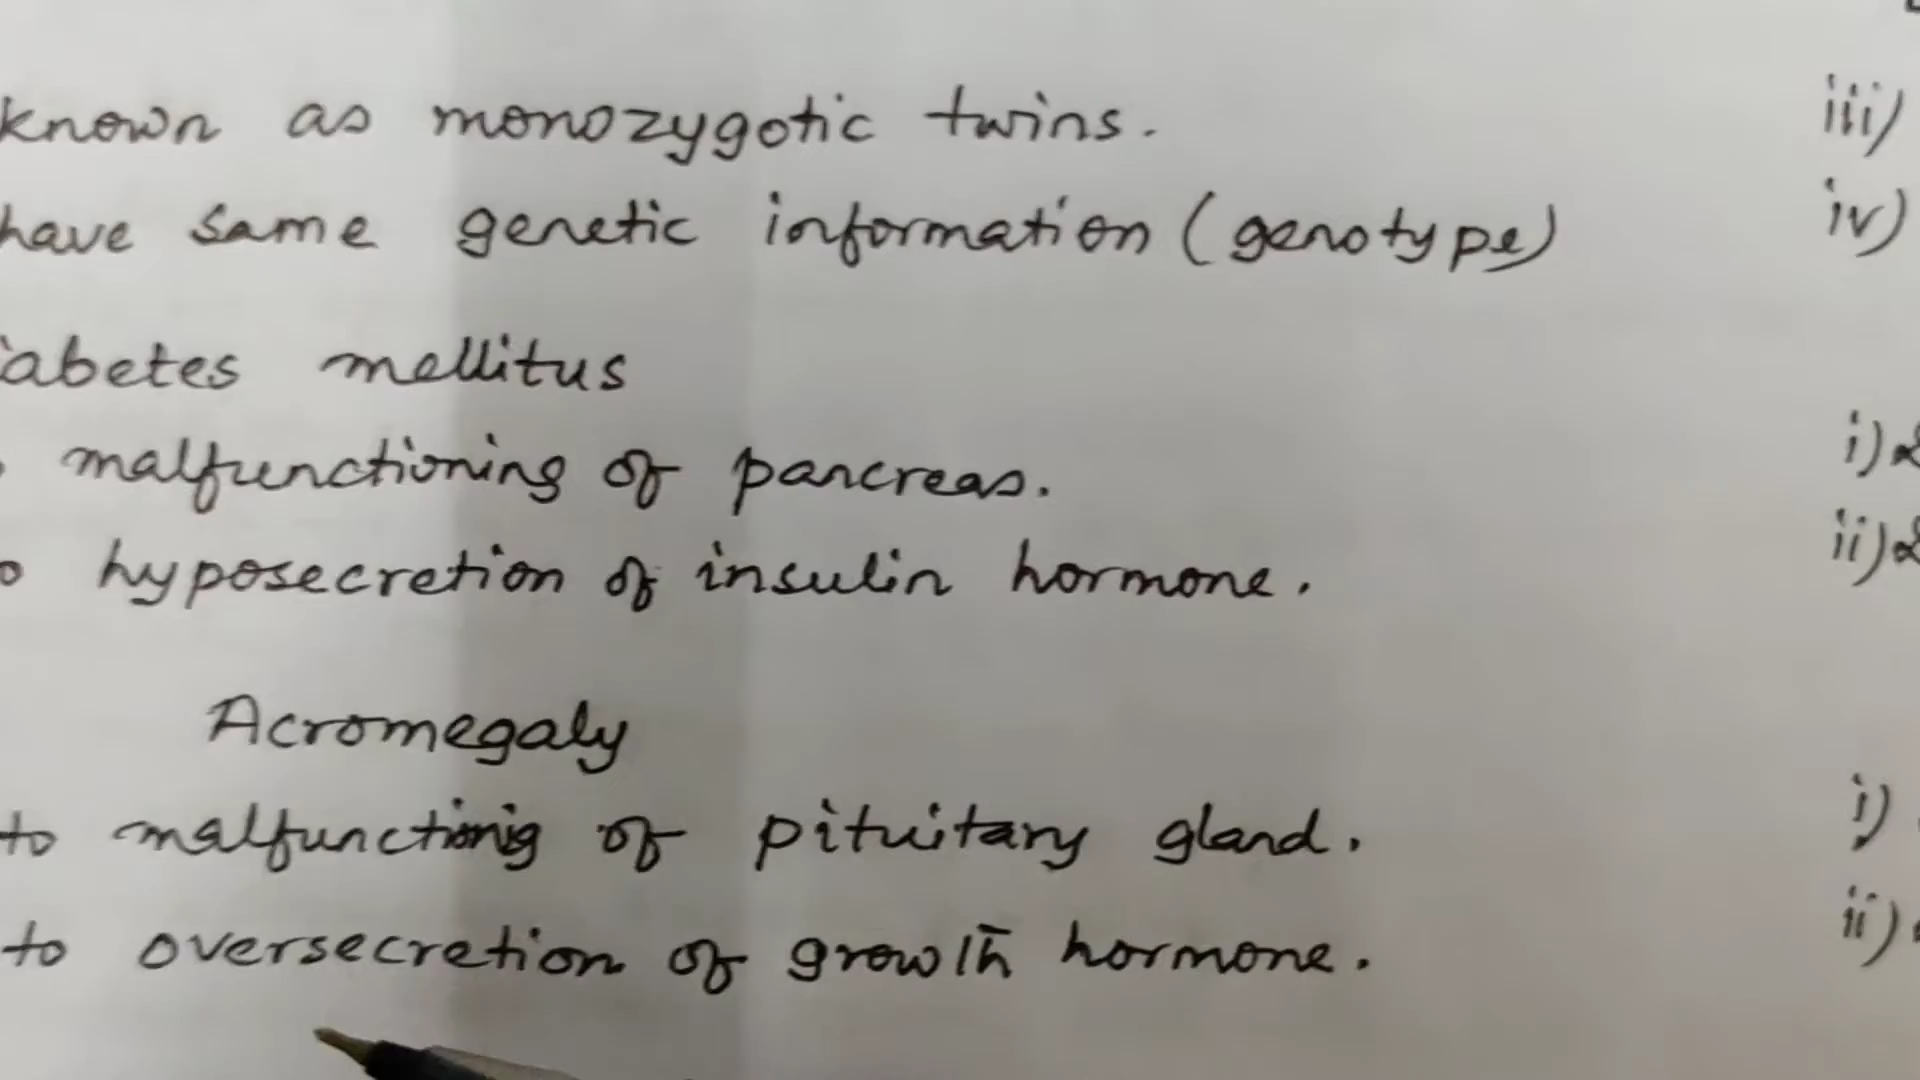 known as monozygotic twins. iii)
have same genetic information (genotype) iv)
iabetes mellitus
malfunctioning of pancreas. i)
o hyposecretion of insulin hormone. ii)
Acromegaly
to malfunctioning of pituitary gland. i)
to oversecretion of growth hormone. ii)